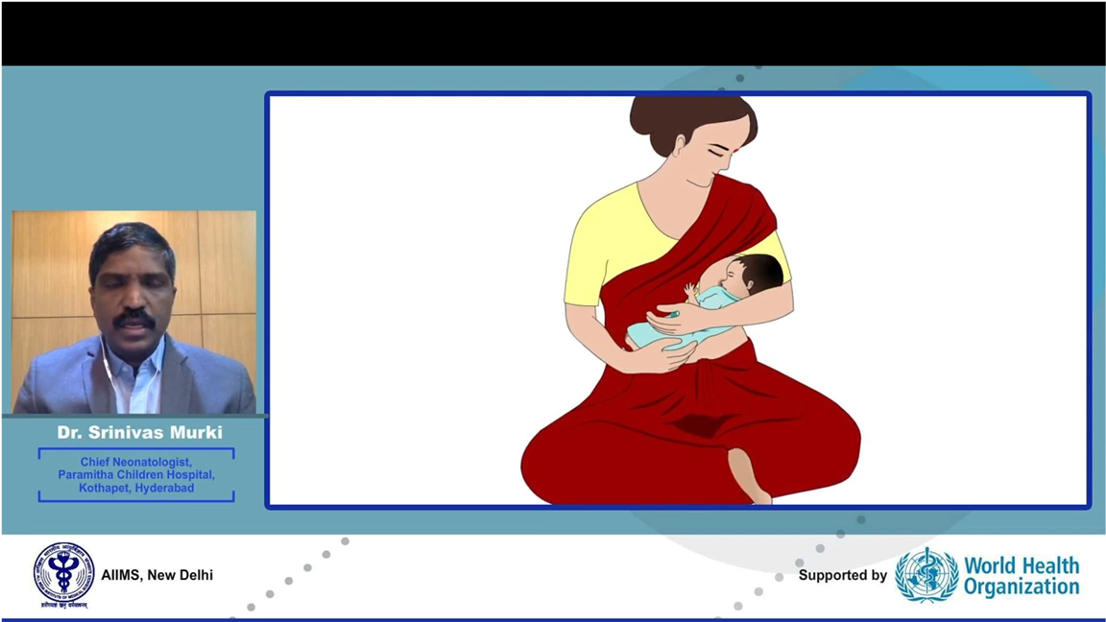 Dr. Srinivas Murki
Chief Neonatologist,
Paramitha Children Hospital,
Kothapet, Hyderabad
AIIMS, New Delhi
Supported by
World Health
Organization